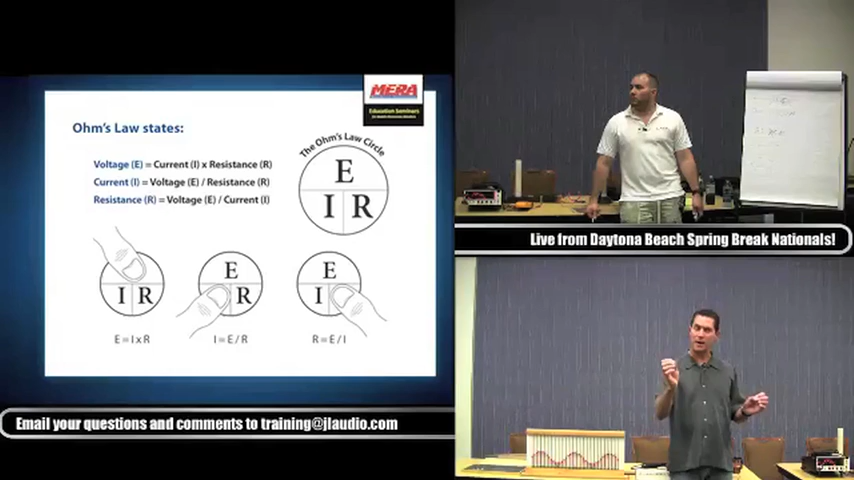 MERA
Education Seminars
Ohm's Law states:
The Ohm's Law Circle
Voltage (E) = Current (I) x Resistance (R)
Current (I) = Voltage (E) / Resistance (R)
Resistance (R) = Voltage (E) / Current (I)
E
I R
I R
E
R
E
I
E = I x R
I = E / R
R = E / I
Email your questions and comments to training@jlaudio.com
Live from Daytona Beach Spring Break Nationals!